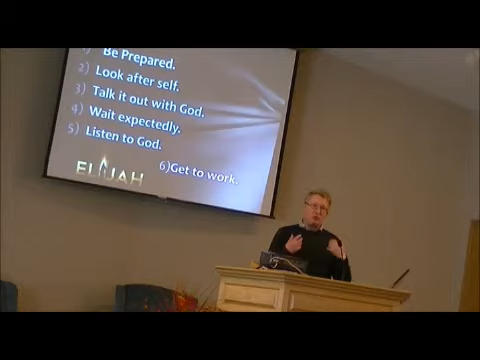 1) Be Prepared.
2) Look after self.
3) Talk it out with God.
4) Wait expectedly.
5) Listen to God.
6)Get to work.
ELIJAH